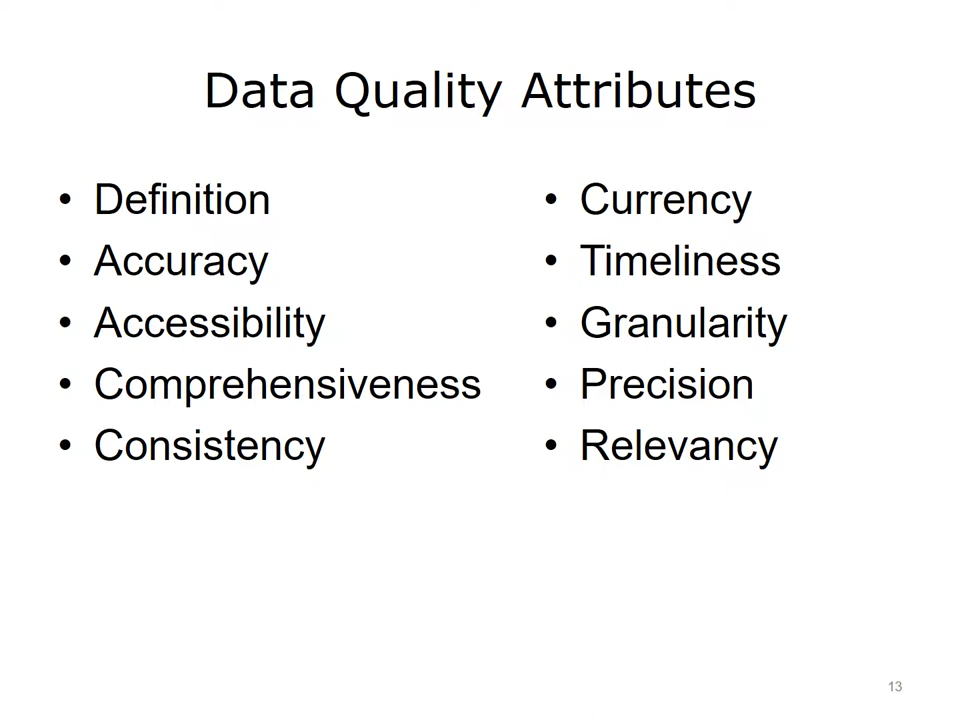 Data Quality Attributes
• Definition
• Accuracy
• Accessibility
• Comprehensiveness
• Consistency
• Currency
• Timeliness
• Granularity
• Precision
• Relevancy
13